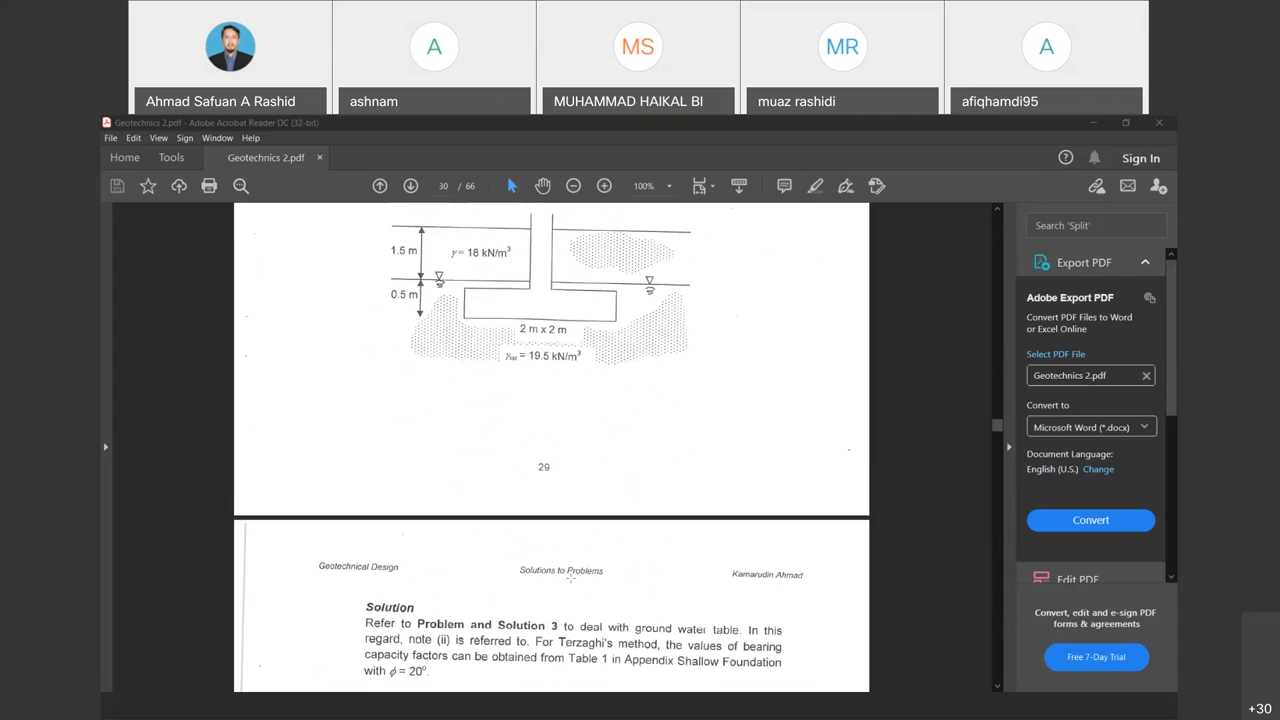 A
MS
MR
A
Ahmad Safuan A Rashid
ashnam
MUHAMMAD HAIKAL BI
muaz rashidi
afiqhamdi95
Geotechnics 2.pdf - Adobe Acrobat Reader DC (32-bit)
File Edit View Sign Window Help
Home Tools Geotechnics 2.pdf × ? Sign In
30 / 66 100%
Search 'Split'
1.5 m γ = 18 kN/m³
0.5 m
2 m x 2 m
= 19.5 kN/m³
29
Export PDF
Adobe Export PDF
Convert PDF Files to Word
or Excel Online
Select PDF File
Geotechnics 2.pdf
Convert to
Microsoft Word (*.docx)
Document Language:
English (U.S.) Change
Convert
Edit PDF
Convert, edit and e-sign PDF
forms & agreements
Free 7-Day Trial
Geotechnical Design Solutions to Problems Kamarudin Ahmad
Solution
Refer to Problem and Solution 3 to deal with ground water table. In this
regard, note (ii) is referred to. For Terzaghi's method, the values of bearing
capacity factors can be obtained from Table 1 in Appendix Shallow Foundation
with ϕ = 20°.
+30